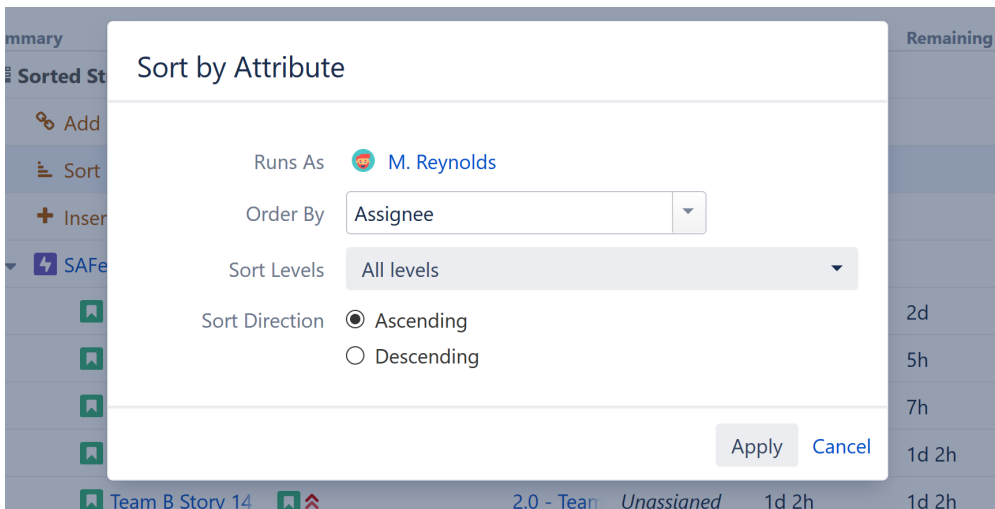 mmary Remaining
Sort by Attribute
Sorted St
Add
Runs As M. Reynolds
Sort
Order By Assignee
Inser
SAFe
Sort Levels All levels
Sort Direction Ascending
2d
Descending
5h
7h
Apply Cancel
1d 2h
Team B Story 14 2.0 - Team Unassigned 1d 2h 1d 2h